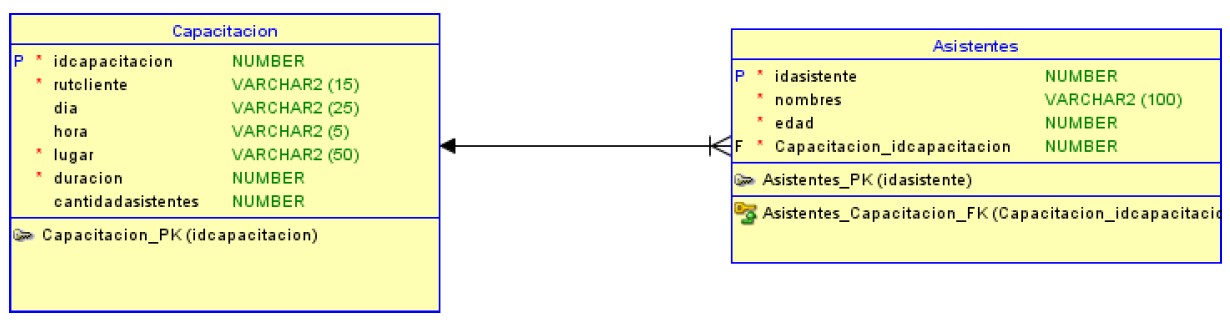 Capacitacion
P * idcapacitacion NUMBER
* rutcliente VARCHAR2 (15)
dia VARCHAR2 (25)
hora VARCHAR2 (5)
* lugar VARCHAR2 (50)
* duracion NUMBER
cantidadasistentes NUMBER
Capacitacion_PK (idcapacitacion)
Asistentes
P * idasistente NUMBER
* nombres VARCHAR2 (100)
* edad NUMBER
F * Capacitacion_idcapacitacion NUMBER
Asistentes_PK (idasistente)
Asistentes_Capacitacion_FK (Capacitacion_idcapacitacio